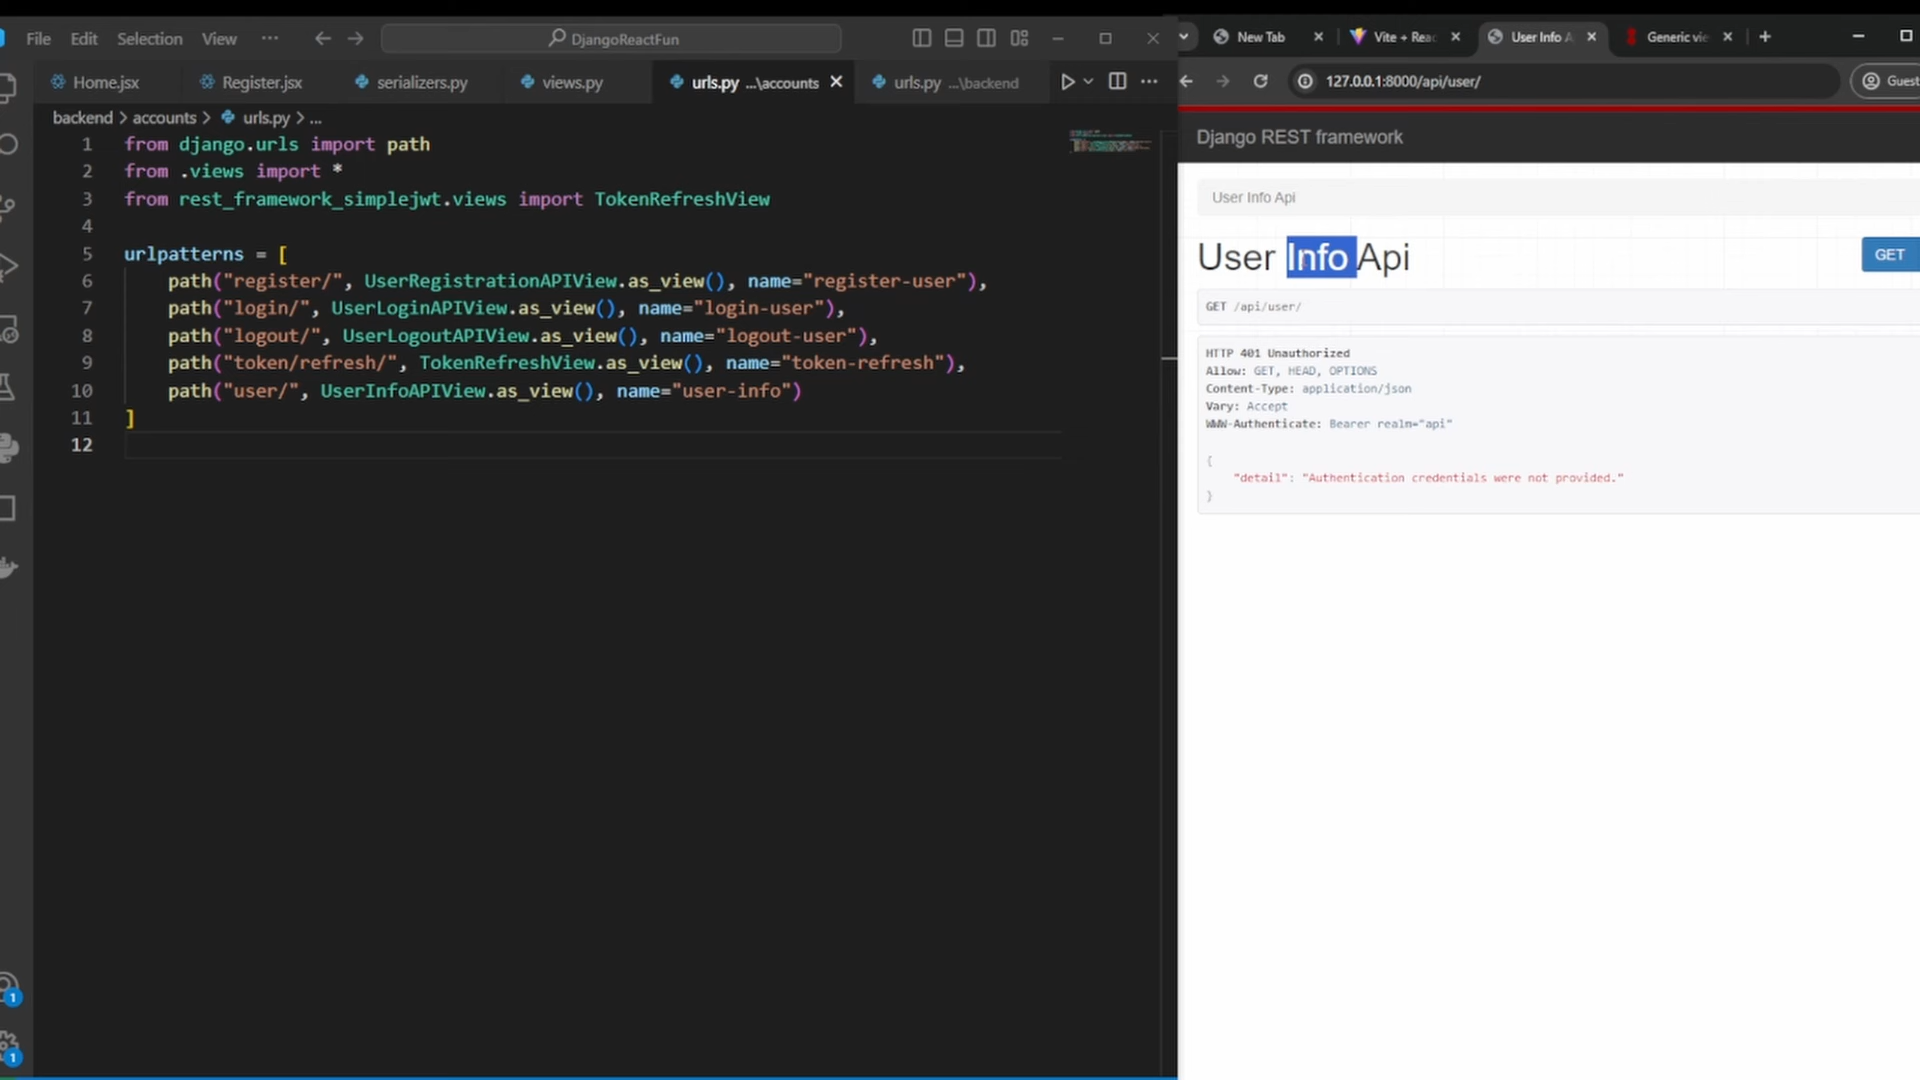 File Edit Selection View ... DjangoReactFun
Home.jsx Register.jsx serializers.py views.py urls.py ...\accounts urls.py ...\backend
backend > accounts > urls.py > ...
1 from django.urls import path
2 from .views import *
3 from rest_framework_simplejwt.views import TokenRefreshView
4
5 urlpatterns = [
6 path("register/", UserRegistrationAPIView.as_view(), name="register-user"),
7 path("login/", UserLoginAPIView.as_view(), name="login-user"),
8 path("logout/", UserLogoutAPIView.as_view(), name="logout-user"),
9 path("token/refresh/", TokenRefreshView.as_view(), name="token-refresh"),
10 path("user/", UserInfoAPIView.as_view(), name="user-info")
11 ]
12
1
1
New Tab Vite + Reac User Info A Generic vie
127.0.0.1:8000/api/user/ Guest
Django REST framework
User Info Api
User Info Api GET
GET /api/user/
HTTP 401 Unauthorized
Allow: GET, HEAD, OPTIONS
Content-Type: application/json
Vary: Accept
WWW-Authenticate: Bearer realm="api"
{
"detail": "Authentication credentials were not provided."
}